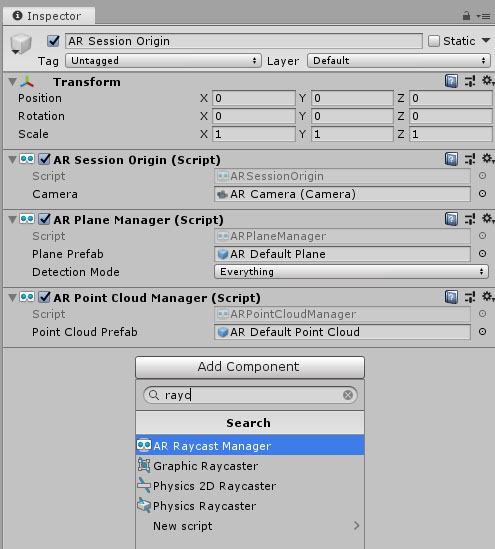 Inspector
AR Session Origin Static
Tag Untagged Layer Default
Transform
Position X 0 Y 0 Z 0
Rotation X 0 Y 0 Z 0
Scale X 1 Y 1 Z 1
AR Session Origin (Script)
Script ARSessionOrigin
Camera AR Camera (Camera)
AR Plane Manager (Script)
Script ARPlaneManager
Plane Prefab AR Default Plane
Detection Mode Everything
AR Point Cloud Manager (Script)
Script ARPointCloudManager
Point Cloud Prefab AR Default Point Cloud
Add Component
rayc
Search
AR Raycast Manager
Graphic Raycaster
Physics 2D Raycaster
Physics Raycaster
New script